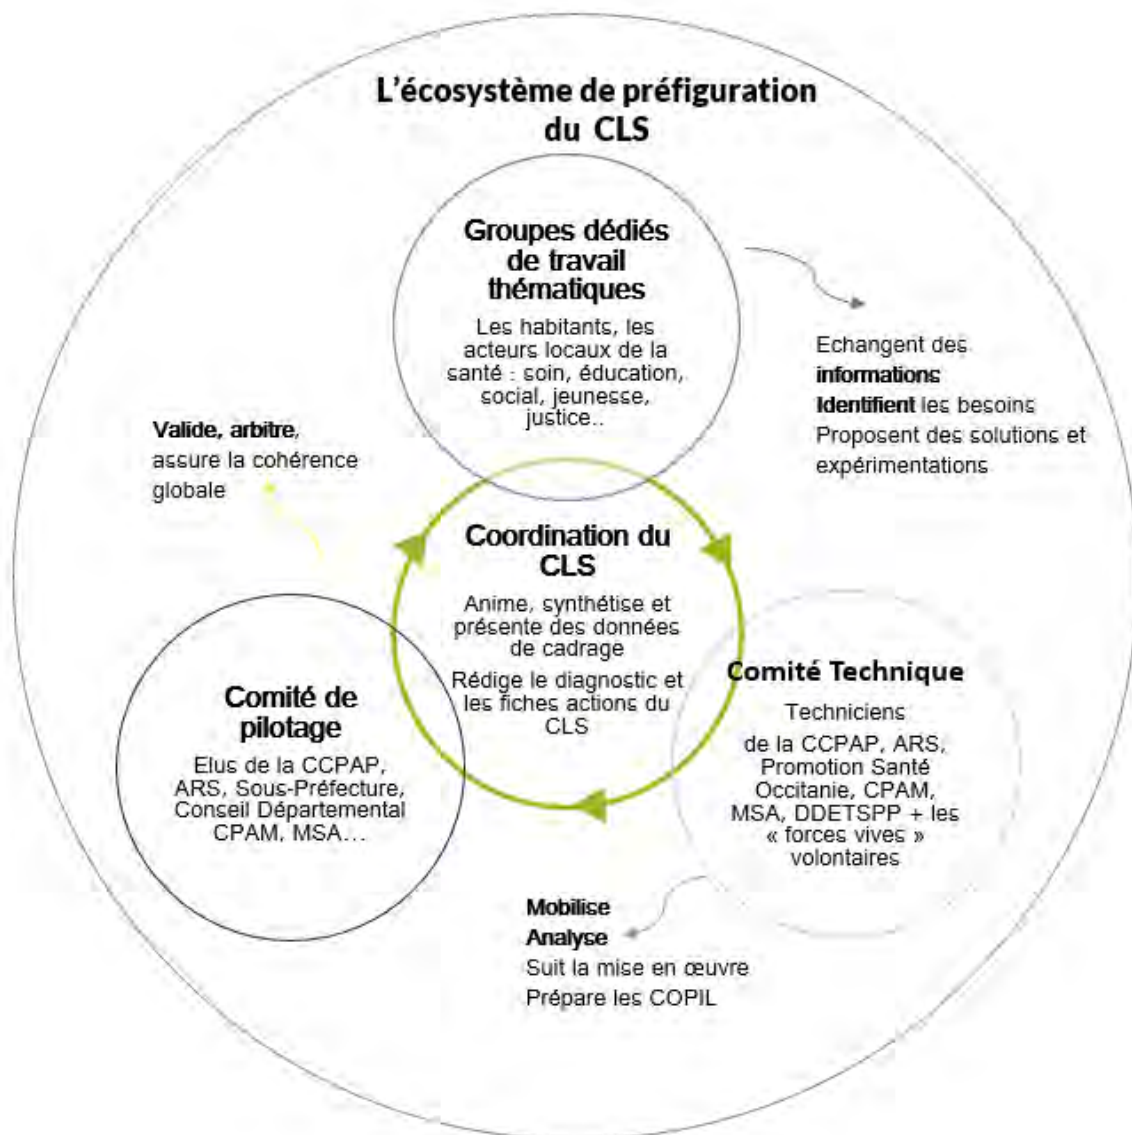 L'écosystème de préfiguration
du CLS
Groupes dédiés
de travail
thématiques
Les habitants, les
acteurs locaux de la
santé : soin, éducation,
social, jeunesse,
justice..
Echangent des
informations
Identifient les besoins
Proposent des solutions et
expérimentations
Valide, arbitre,
assure la cohérence
globale
Coordination du
CLS
Anime, synthétise et
présente des données
de cadrage
Rédige le diagnostic et
les fiches actions du
CLS
Comité de
pilotage
Elus de la CCPAP,
ARS, Sous-Préfecture,
Conseil Départemental
CPAM, MSA…
Comité Technique
Techniciens
de la CCPAP, ARS,
Promotion Santé
Occitanie, CPAM,
MSA, DDETSPP + les
« forces vives »
volontaires
Mobilise
Analyse
Suit la mise en œuvre
Prépare les COPIL